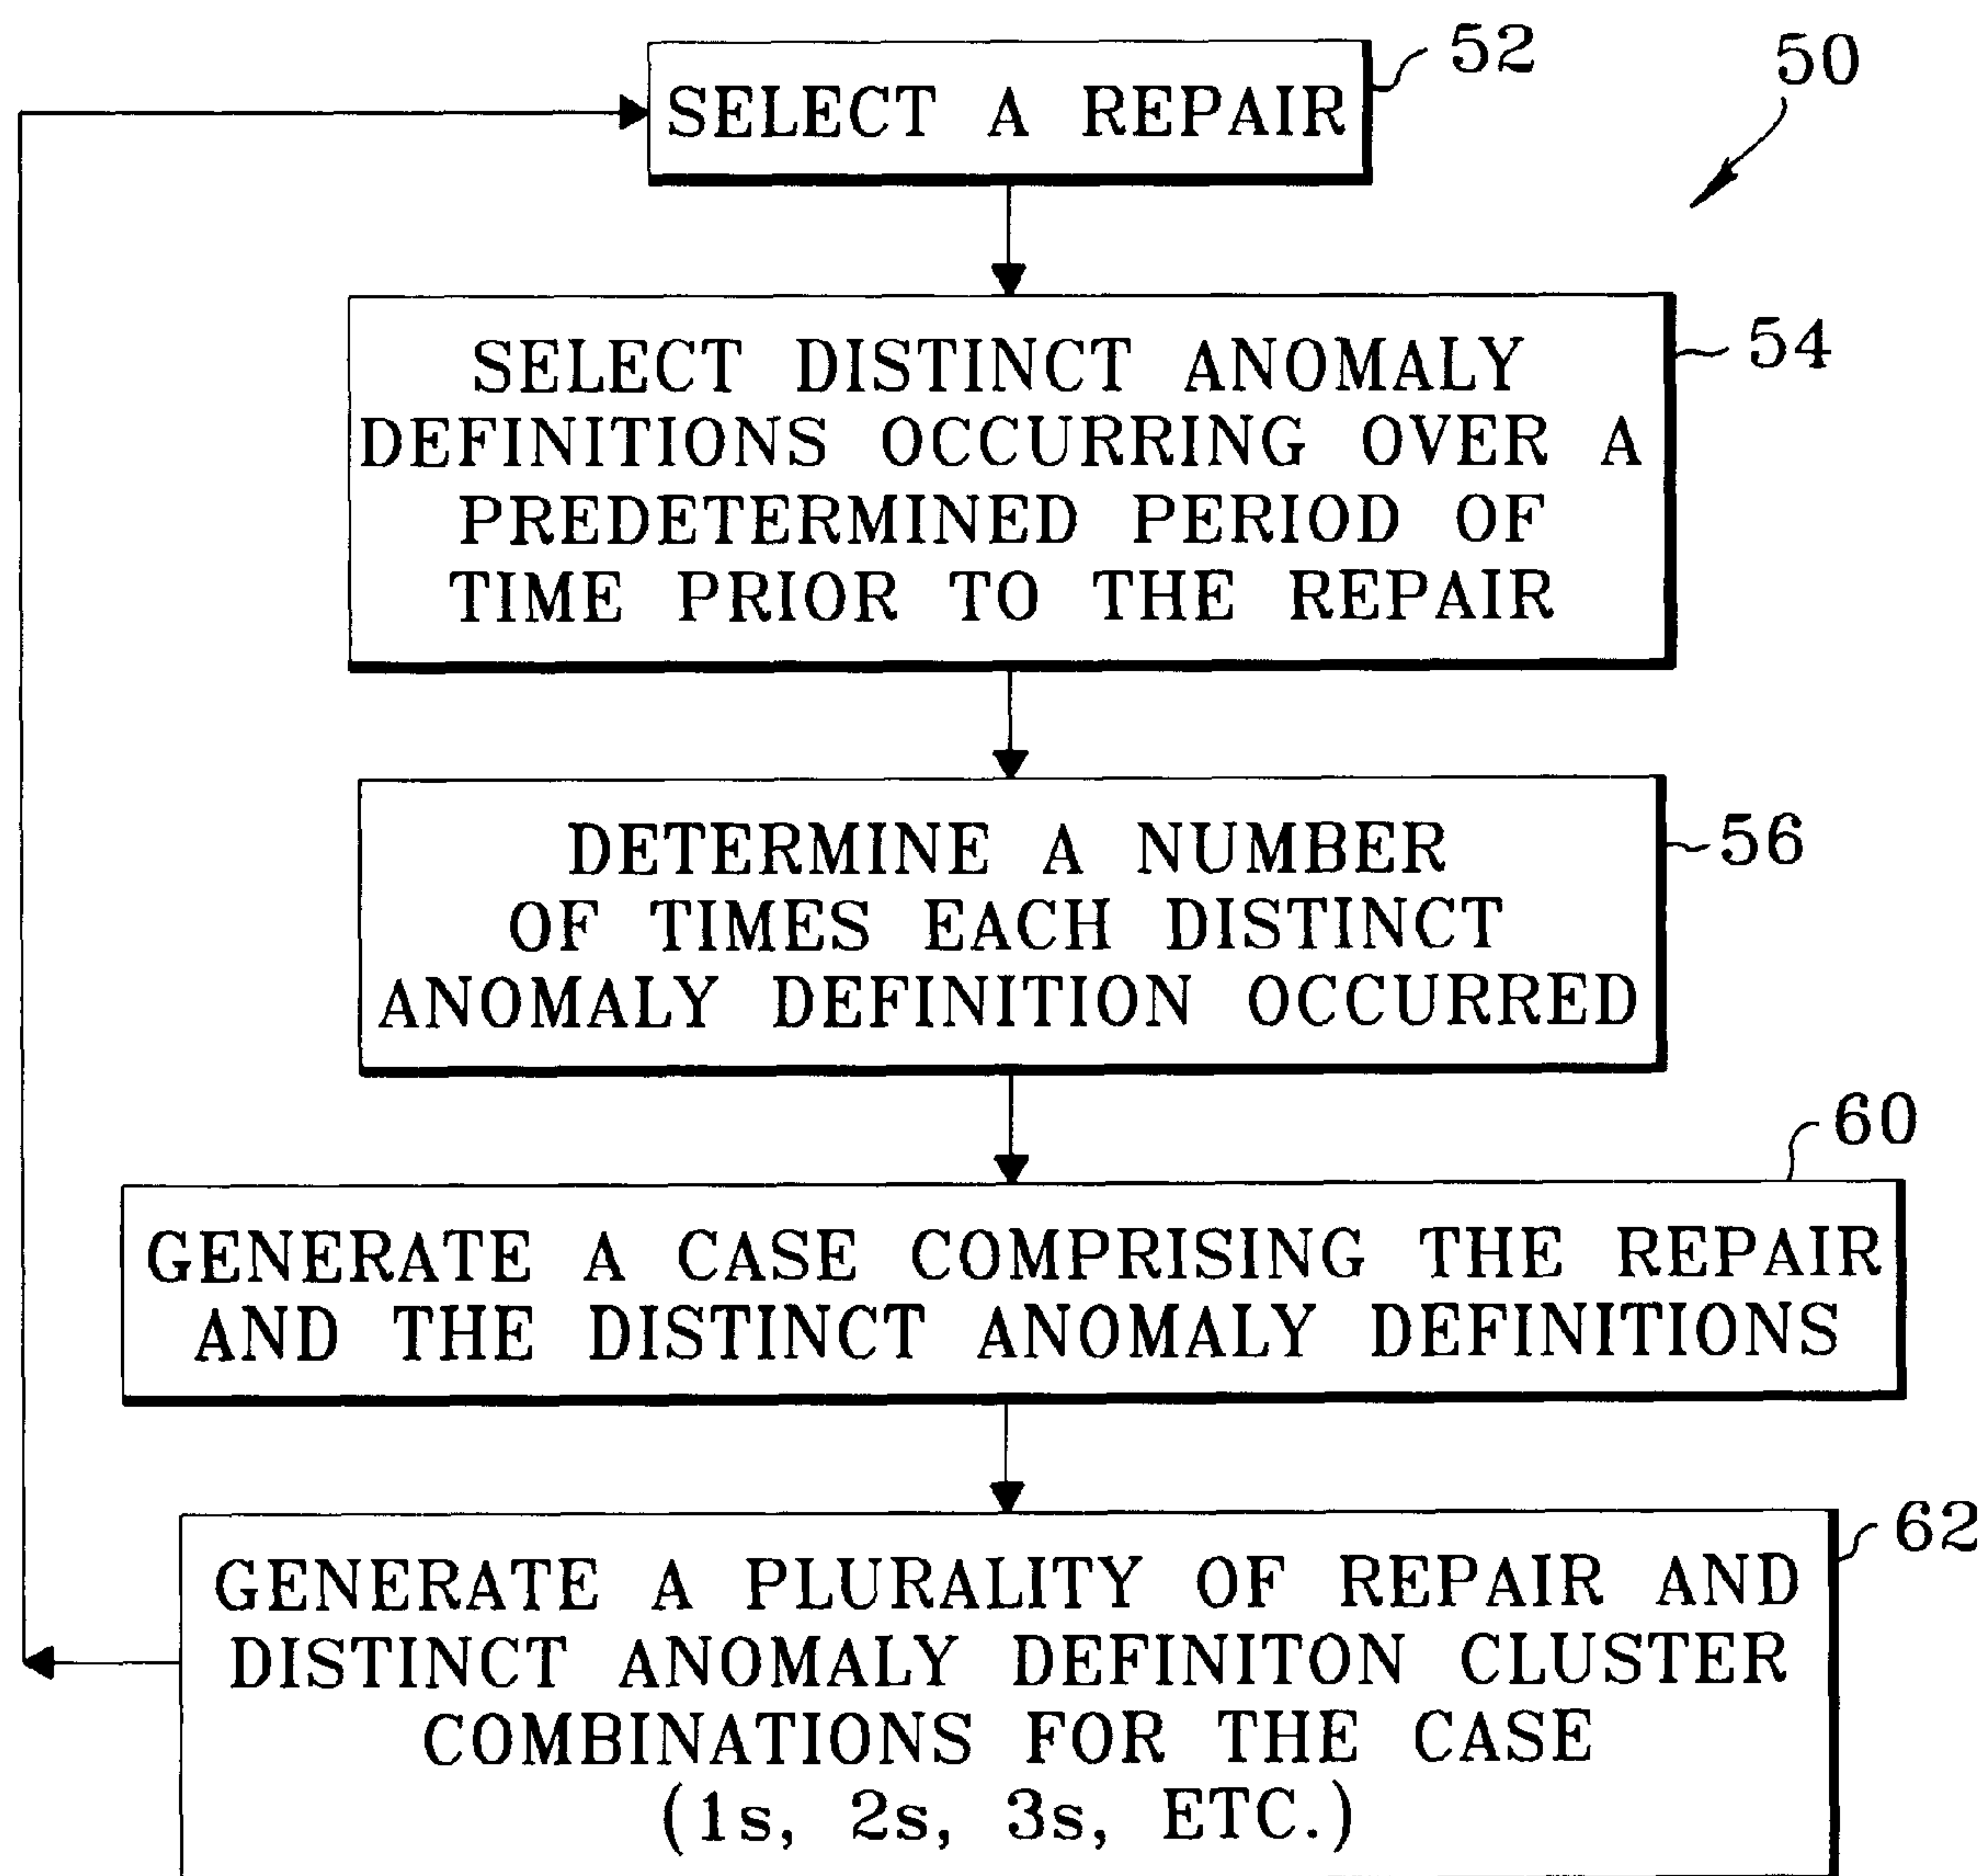 52
50
SELECT A REPAIR
54
SELECT DISTINCT ANOMALY
DEFINITIONS OCCURRING OVER A
PREDETERMINED PERIOD OF
TIME PRIOR TO THE REPAIR
56
DETERMINE A NUMBER
OF TIMES EACH DISTINCT
ANOMALY DEFINITION OCCURRED
60
GENERATE A CASE COMPRISING THE REPAIR
AND THE DISTINCT ANOMALY DEFINITIONS
62
GENERATE A PLURALITY OF REPAIR AND
DISTINCT ANOMALY DEFINITON CLUSTER
COMBINATIONS FOR THE CASE
(1s, 2s, 3s, ETC.)